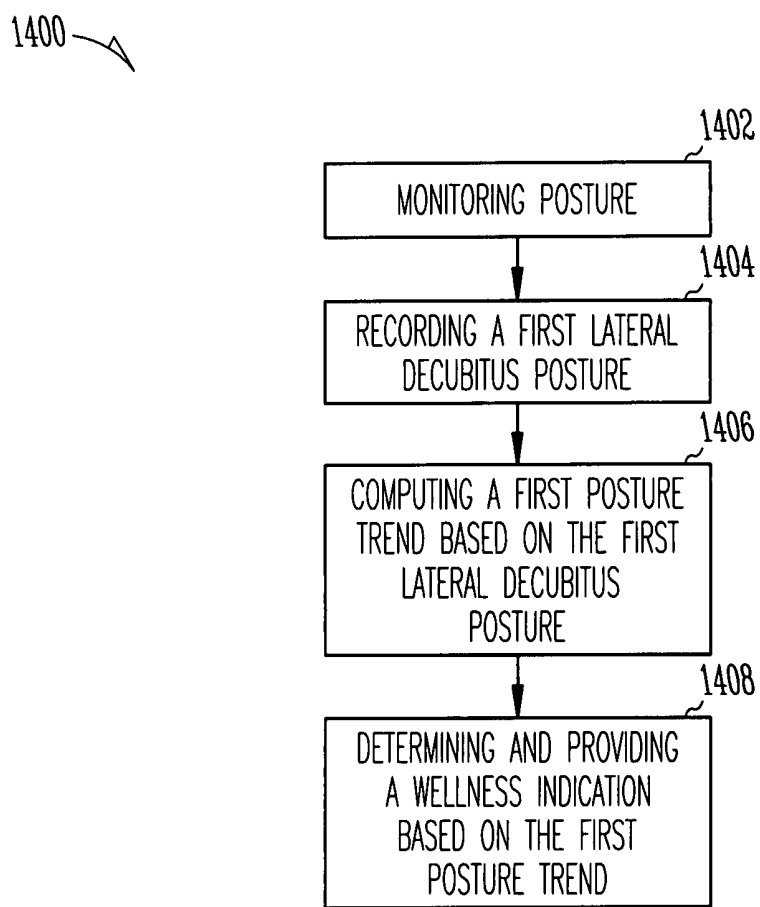 1400
1402
MONITORING POSTURE
1404
RECORDING A FIRST LATERAL
DECUBITUS POSTURE
1406
COMPUTING A FIRST POSTURE
TREND BASED ON THE FIRST
LATERAL DECUBITUS
POSTURE
1408
DETERMINING AND PROVIDING
A WELLNESS INDICATION
BASED ON THE FIRST
POSTURE TREND